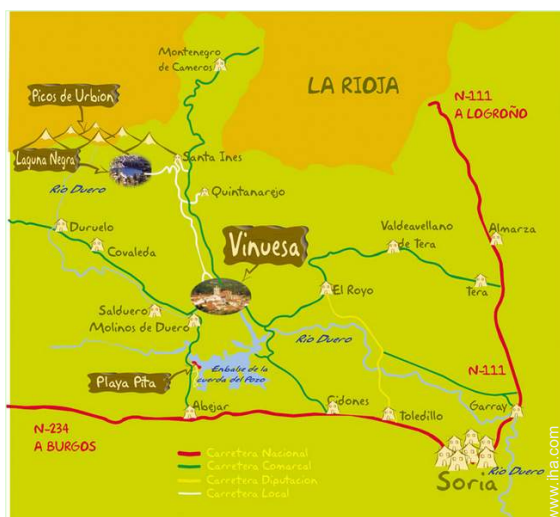 Montenegro
de Cameros
LA RIOJA
Picos de Urbion
N-111
A LOGROÑO
Laguna Negra
Santa Ines
Río Duero
Quintanarejo
Duruelo
Vinuesa
Valdeavellano
de Tera
Almarza
Covaleda
El Royo
Tera
Salduero
Molinos de Duero
Río Duero
Embalse de la
cuerda del Pozo
N-111
Playa Pita
Abejar
Cidones
Toledillo
Garray
N-234
A BURGOS
Carretera Nacional
Carretera Comarcal
Carretera Diputacion
Carretera Local
Soria
Río Duero
www.iha.com